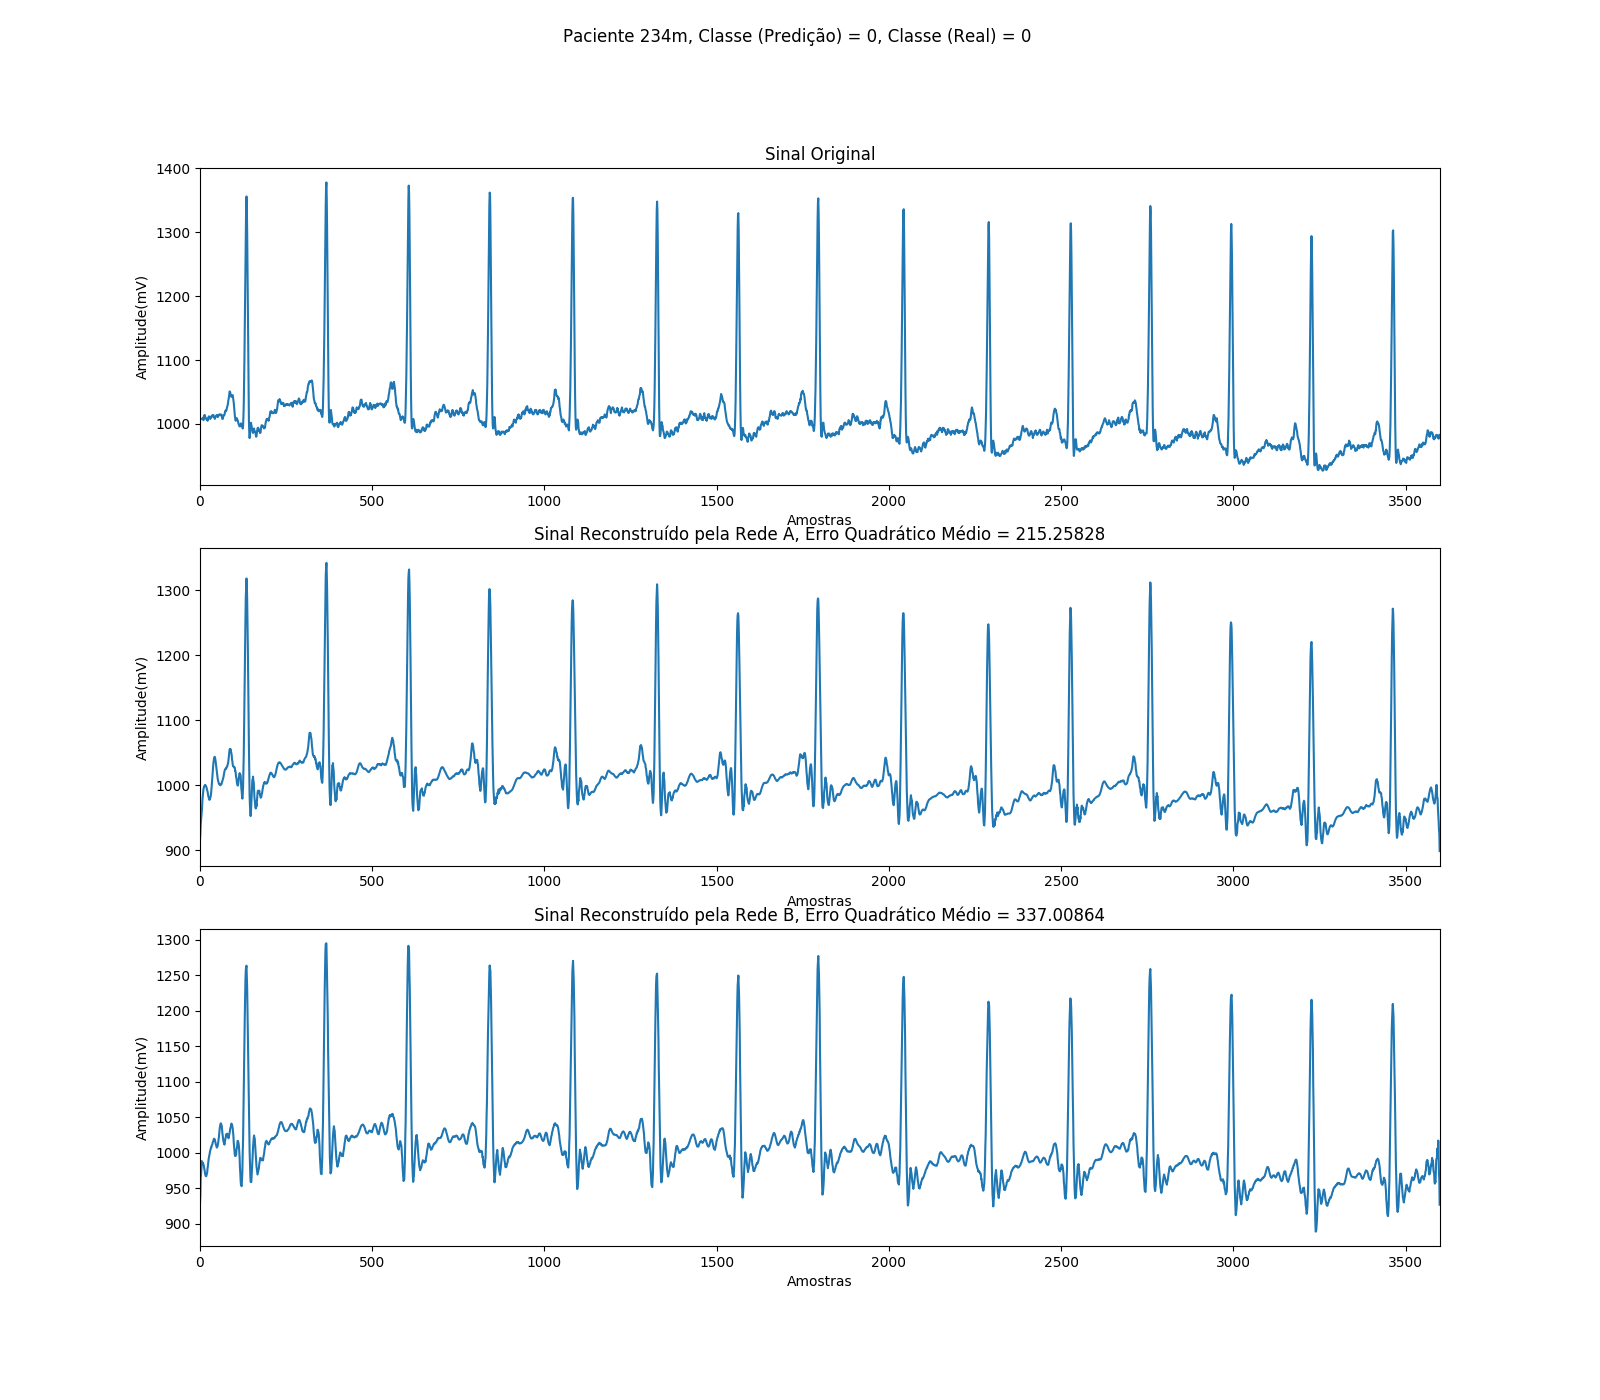 Paciente 234m, Classe (Predição) = 0, Classe (Real) = 0
Sinal Original
Amplitude(mV)
1400
1300
1200
1100
1000
0 500 1000 1500 2000 2500 3000 3500
Amostras
Sinal Reconstruído pela Rede A, Erro Quadrático Médio = 215.25828
Amplitude(mV)
1300
1200
1100
1000
900
0 500 1000 1500 2000 2500 3000 3500
Amostras
Sinal Reconstruído pela Rede B, Erro Quadrático Médio = 337.00864
Amplitude(mV)
1300
1250
1200
1150
1100
1050
1000
950
900
0 500 1000 1500 2000 2500 3000 3500
Amostras